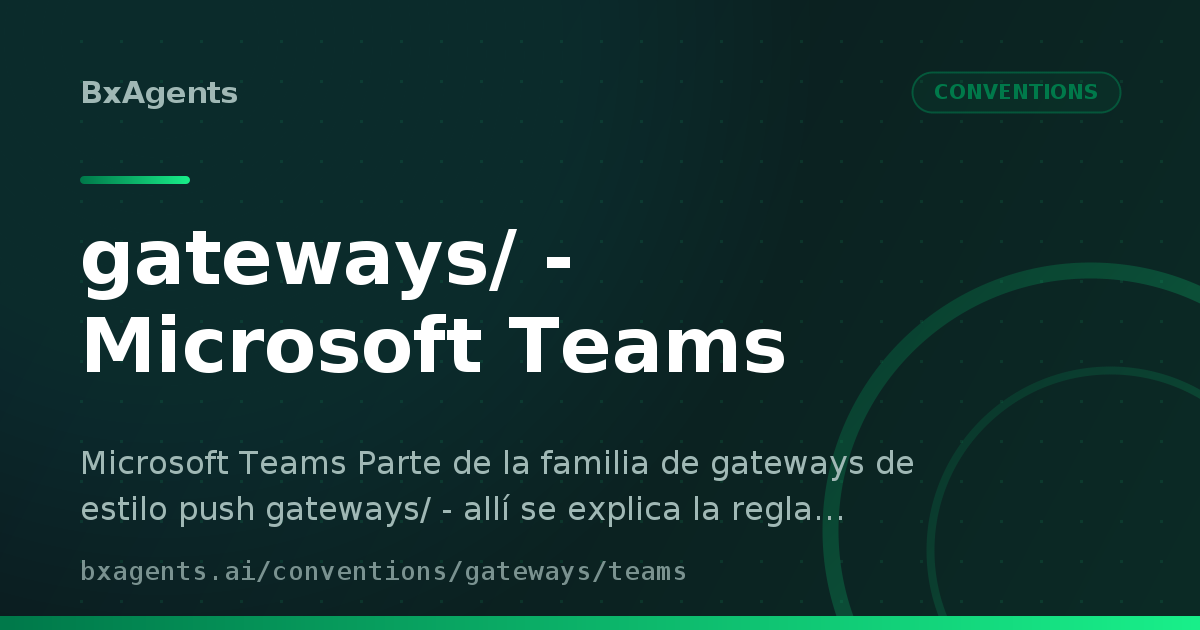 BxAgents
CONVENTIONS
gateways/ -
Microsoft Teams
Microsoft Teams Parte de la familia de gateways de
estilo push gateways/ - allí se explica la regla...
bxagents.ai/conventions/gateways/teams